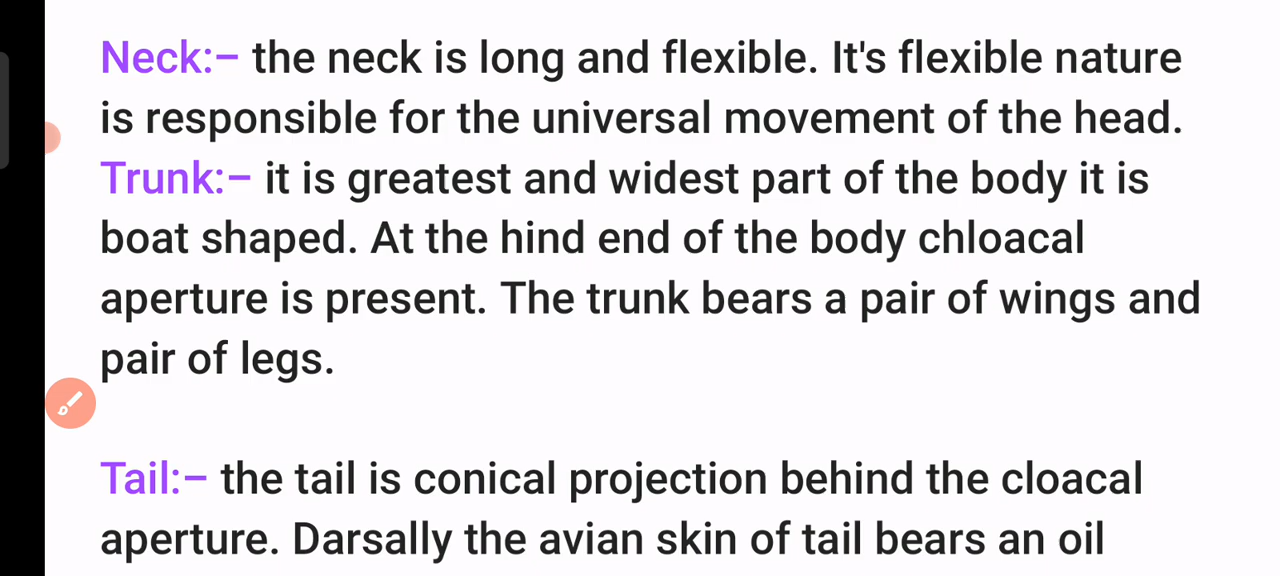 Neck:– the neck is long and flexible. It's flexible nature
is responsible for the universal movement of the head.
Trunk:– it is greatest and widest part of the body it is
boat shaped. At the hind end of the body chloacal
aperture is present. The trunk bears a pair of wings and
pair of legs.
Tail:– the tail is conical projection behind the cloacal
aperture. Darsally the avian skin of tail bears an oil